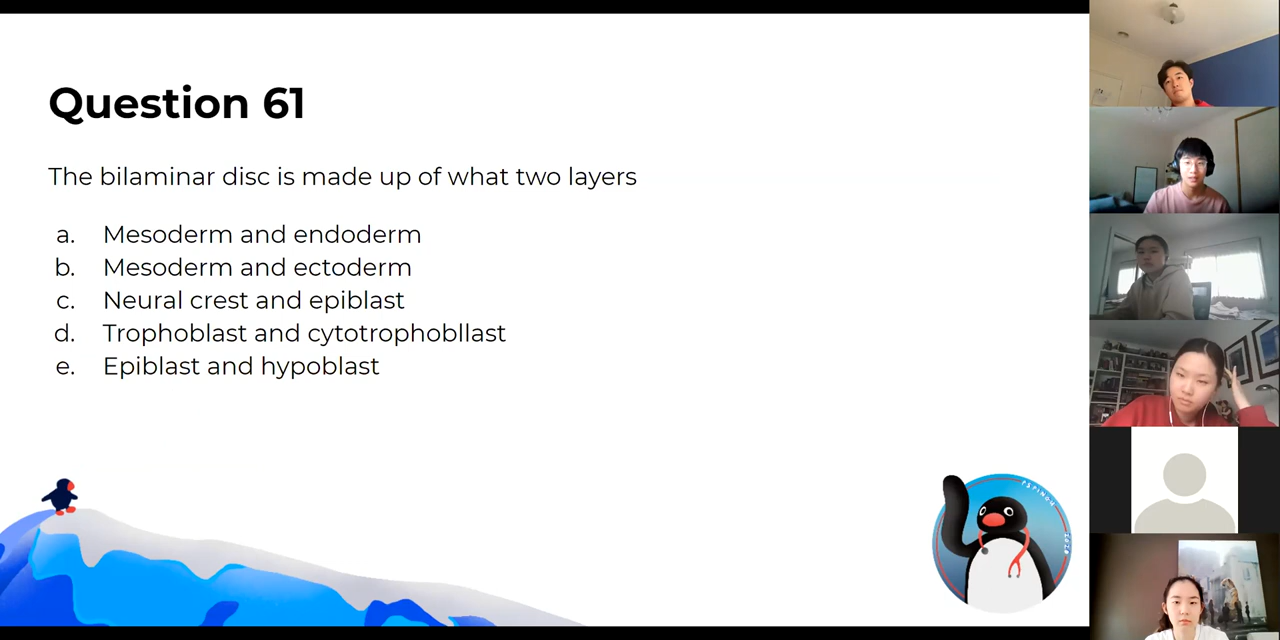 Question 61
The bilaminar disc is made up of what two layers
a. Mesoderm and endoderm
b. Mesoderm and ectoderm
c. Neural crest and epiblast
d. Trophoblast and cytotrophobllast
e. Epiblast and hypoblast